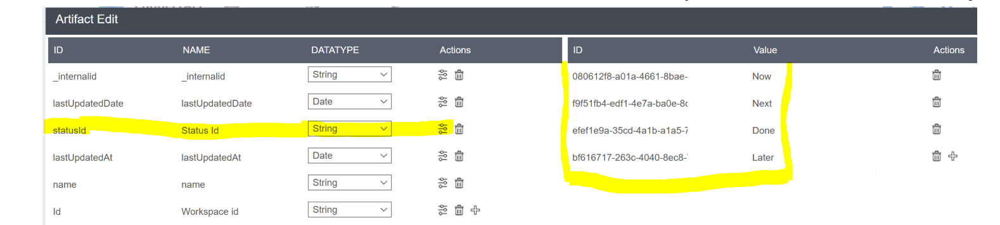 Artifact Edit
ID NAME DATATYPE Actions ID Value Actions
_internalid _internalid String 080612f8-a01a-4661-8bae- Now
lastUpdatedDate lastUpdatedDate Date f9f51fb4-edf1-4e7a-ba0e-8c Next
statusId Status Id String efef1e9a-35cd-4a1b-a1a5-7 Done
lastUpdatedAt lastUpdatedAt Date bf616717-263c-4040-8ec8- Later
name name String
Id Workspace id String